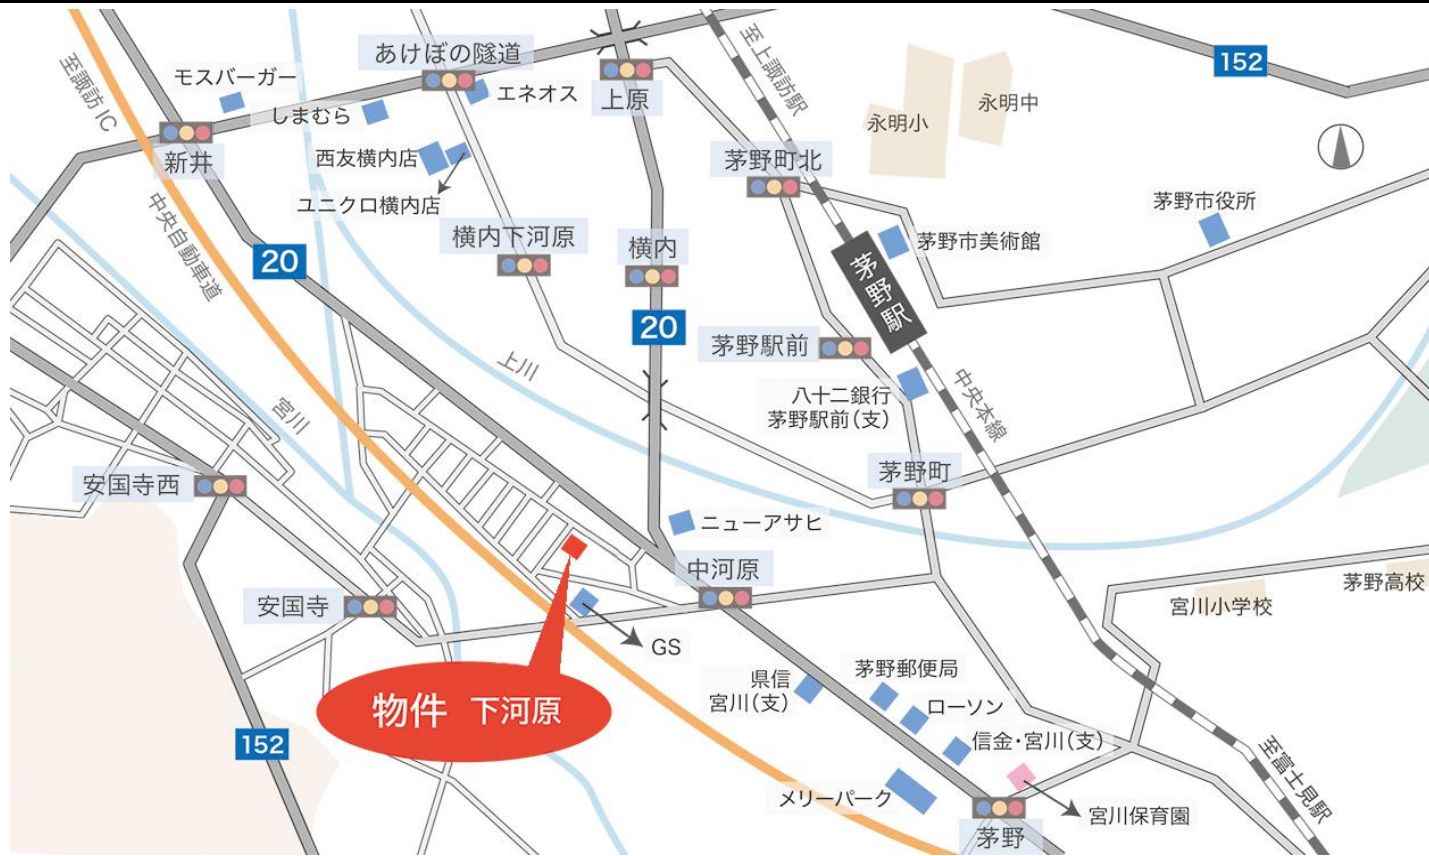 あけぼの隧道
152
モスバーガー
エネオス
至諏訪IC
しまむら
上原
至上諏訪駅
永明中
永明小
新井
西友横内店
茅野町北
ユニクロ横内店
茅野市役所
中央自動車道
横内下河原
横内
茅野市美術館
20
茅野駅
20
茅野駅前
上川
八十二銀行
茅野駅前(支)
中央本線
宮川
安国寺西
茅野町
ニューアサヒ
中河原
茅野高校
安国寺
宮川小学校
GS
県信
宮川(支)
茅野郵便局
物件 下河原
ローソン
152
信金・宮川(支)
至富士見駅
メリーパーク
宮川保育園
茅野